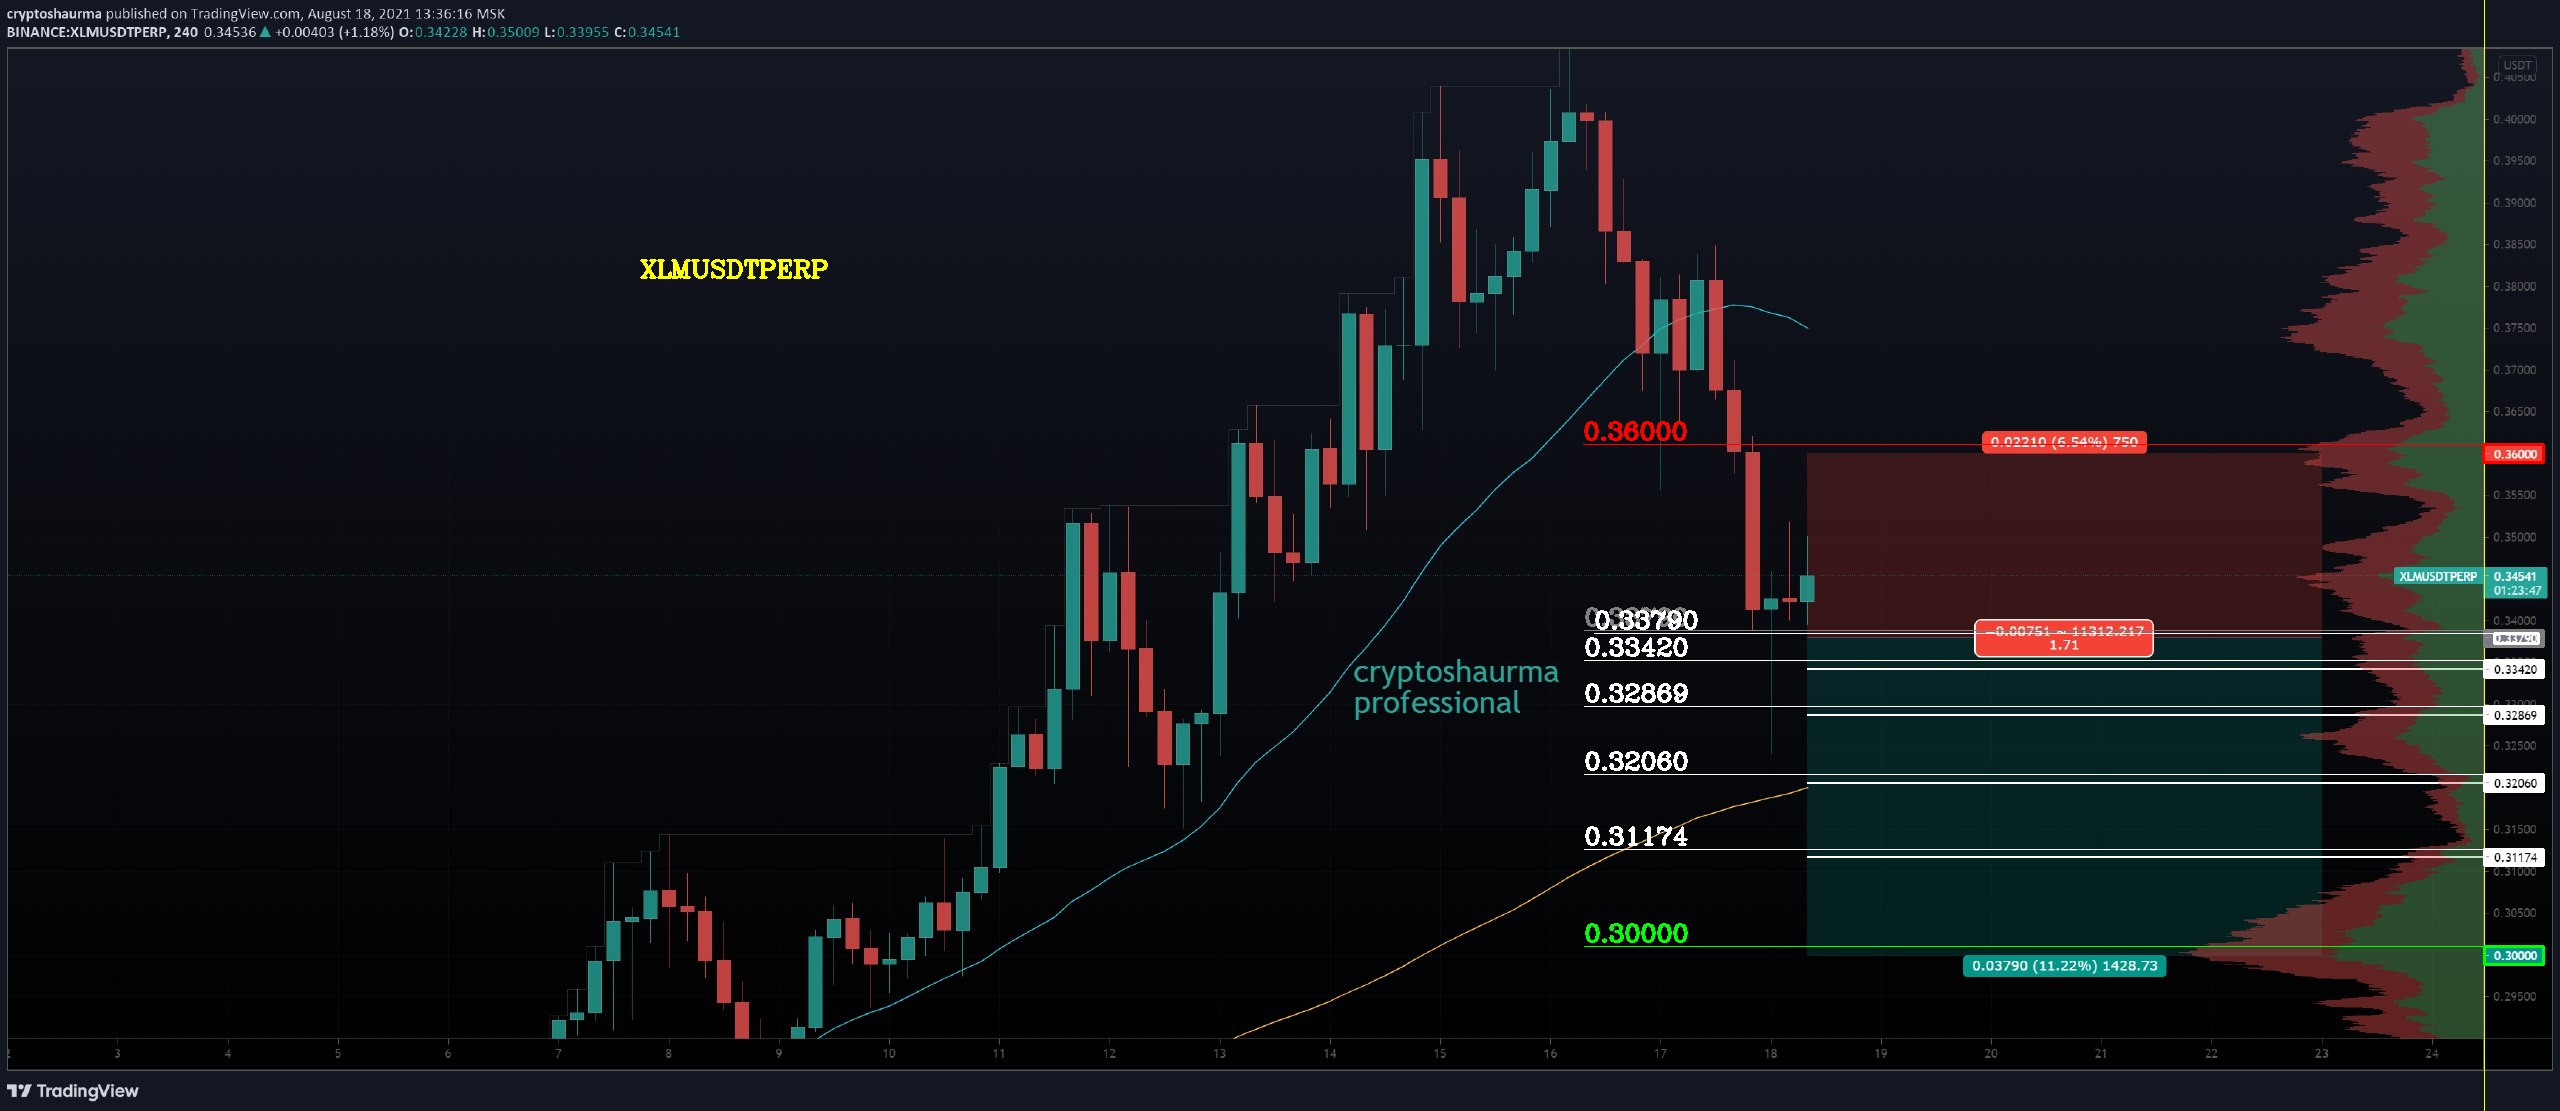 cryptoshaurma published on TradingView.com, August 18, 2021 13:36:16 MSK
BINANCE:XLMUSDTPERP, 240 0.34536 ▲ +0.00403 (+1.18%) O:0.34228 H:0.35009 L:0.33955 C:0.34541
USDT
0.40500
0.40000
0.39500
0.39000
0.38500
XLMUSDTPERP
0.38000
0.37500
0.37000
0.36500
0.36000
0.02210 (6.54%) 750
0.36000
0.35500
0.35000
XLMUSDTPERP 0.34541
01:23:47
0.34000
0.33790
−0.00751 ~ 11312.217
1.71
0.33790
0.33420
0.33420
cryptoshaurma
professional
0.32869
0.32869
0.32500
0.32060
0.32060
0.31500
0.31174
0.31174
0.31000
0.30500
0.30000
0.30000
0.03790 (11.22%) 1428.73
0.29500
2 3 4 5 6 7 8 9 10 11 12 13 14 15 16 17 18 19 20 21 22 23 24
TradingView